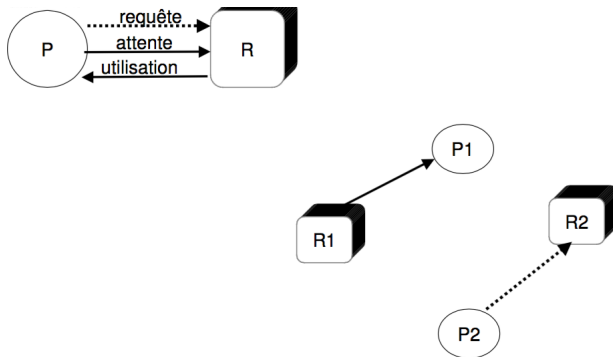 requête
P
attente
R
utilisation
P1
R1
R2
P2